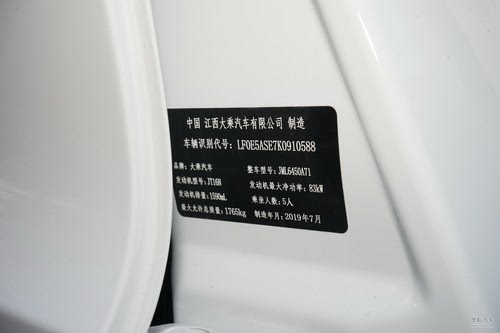 中国 江西大乘汽车有限公司 制造
车辆识别代号：LF0E5ASE7K0910588
品牌：大乘汽车 整车型号：JML6450A71
发动机型号：JT16N 发动机最大净功率：83kW
发动机排量：1590mL 乘坐人数：5人
最大允许总质量：1765kg 制造年月：2019年7月